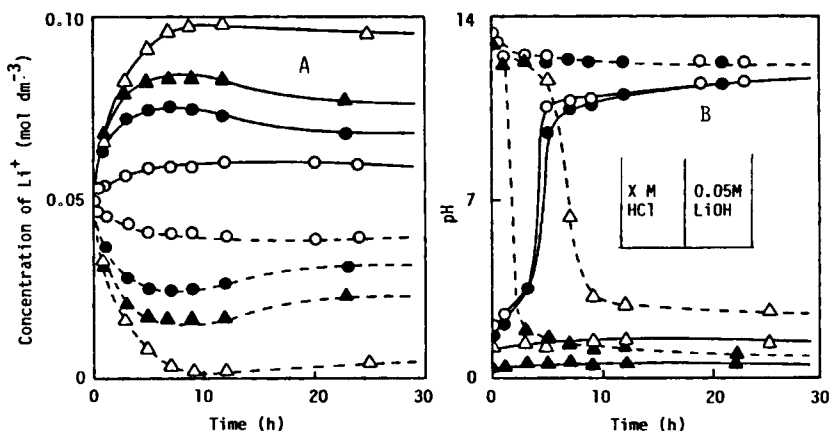 0.10
0.05
0
Concentration of Li⁺ (mol dm⁻³)
A
0
10
20
30
Time (h)
14
7
0
pH
B
X M
HCl
0.05M
LiOH
0
10
20
30
Time (h)